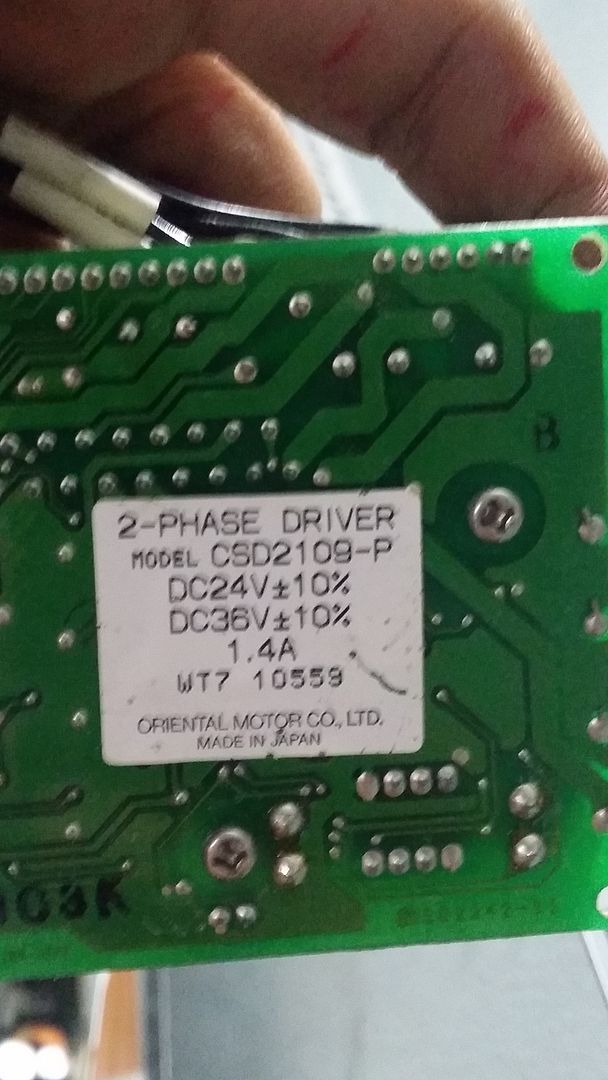 B
2-PHASE DRIVER
MODEL CSD2109-P
DC24V±10%
DC36V±10%
1.4A
WT7 10559
ORIENTAL MOTOR CO., LTD.
MADE IN JAPAN